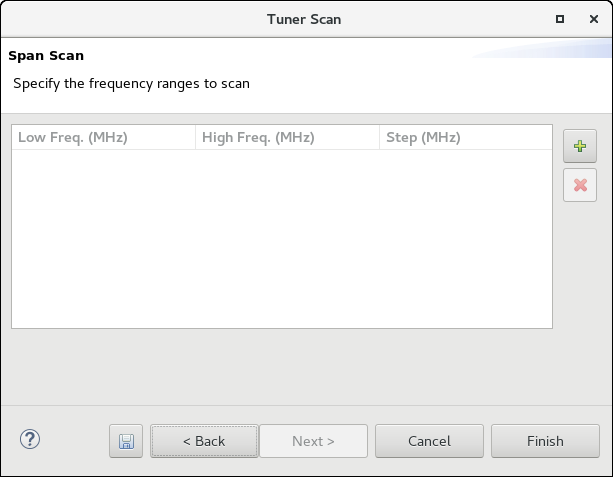 Tuner Scan
Span Scan
Specify the frequency ranges to scan
Low Freq. (MHz) High Freq. (MHz) Step (MHz)
< Back Next > Cancel Finish